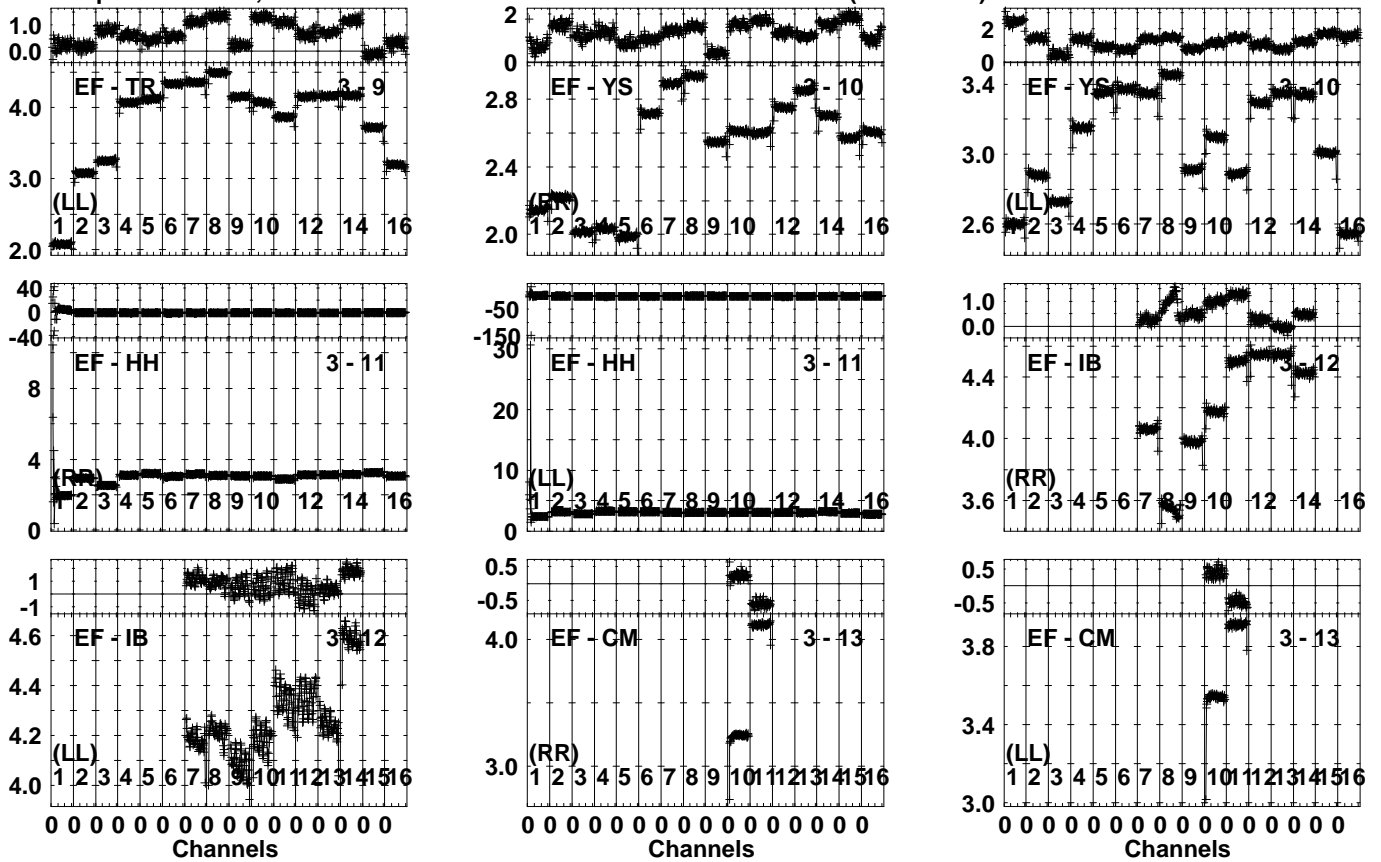 1.0 2 2
0.0 0 0
EF - TR 3 - 9 EF - YS 3 - 10 EF - YS 3 - 10
4.0 2.8 3.4
3.0 2.4 3.0
(LL) (RR) (LL)
1 2 3 4 5 6 7 8 9 10 12 14 16 1 2 3 4 5 6 7 8 9 10 12 14 16 1 2 3 4 5 6 7 8 9 10 12 14 16
2.0 2.0 2.6
40 -50 1.0
0 -150 0.0
-40
EF - HH 3 - 11 EF - HH 3 - 11 EF - IB 3 - 12
8 30 4.4
4 20 4.0
0 10 3.6
0
(RR) (LL) (RR)
1 2 3 4 5 6 7 8 9 10 12 14 16 1 2 3 4 5 6 7 8 9 10 12 14 16 1 2 3 4 5 6 7 8 9 10 12 14 16
1 0.5 0.5
-1 -0.5 -0.5
EF - IB 3 - 12 EF - CM 3 - 13 EF - CM 3 - 13
4.6 4.0 3.8
4.4 3.0 3.4
4.2 3.0
4.0
(LL) (RR) (LL)
1 2 3 4 5 6 7 8 9 10 11 12 13 14 15 16 1 2 3 4 5 6 7 8 9 10 11 12 13 14 15 16 1 2 3 4 5 6 7 8 9 10 11 12 13 14 15 16
0 0 0 0 0 0 0 0 0 0 0 0 0 0 0 0 0 0 0 0 0 0 0 0 0 0 0 0 0 0 0 0 0 0 0 0 0 0 0 0 0 0 0 0 0 0 0 0
Channels Channels Channels